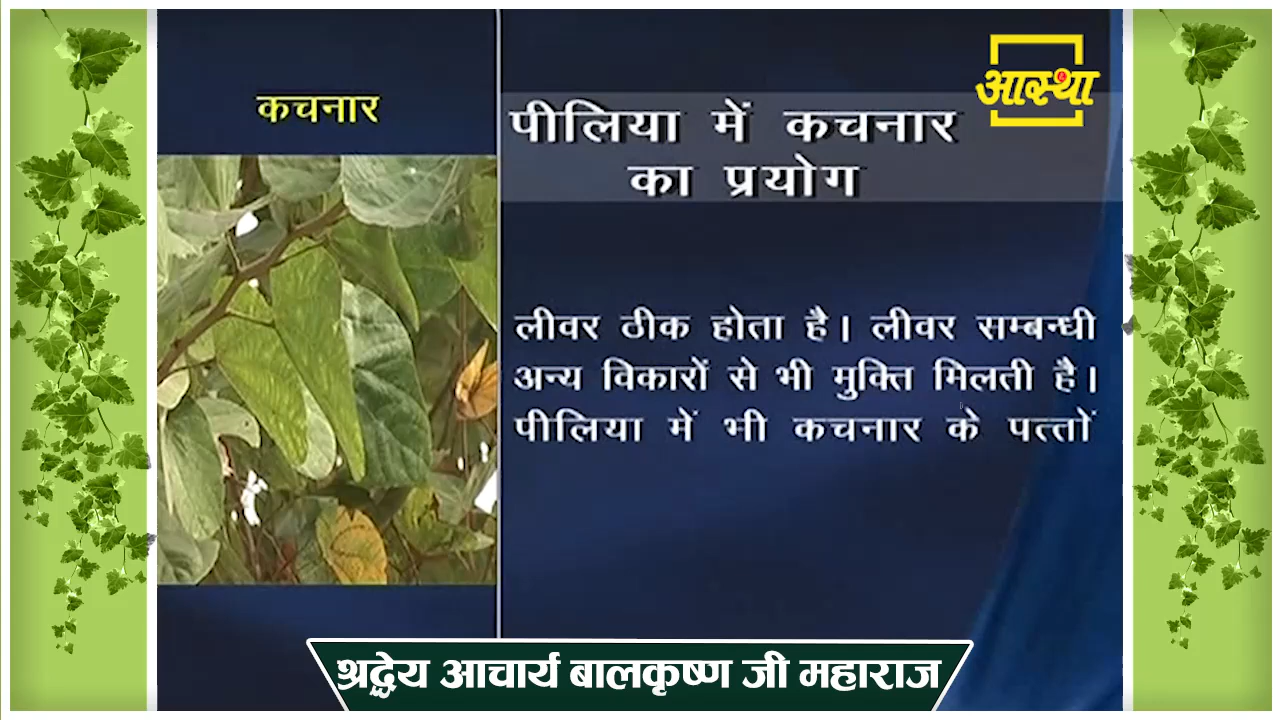 कचनार
आस्था
पीलिया में कचनार
का प्रयोग
लीवर ठीक होता है। लीवर सम्बन्धी
अन्य विकारों से भी मुक्ति मिलती है।
पीलिया में भी कचनार के पत्तों
श्रद्धेय आचार्य बालकृष्ण जी महाराज